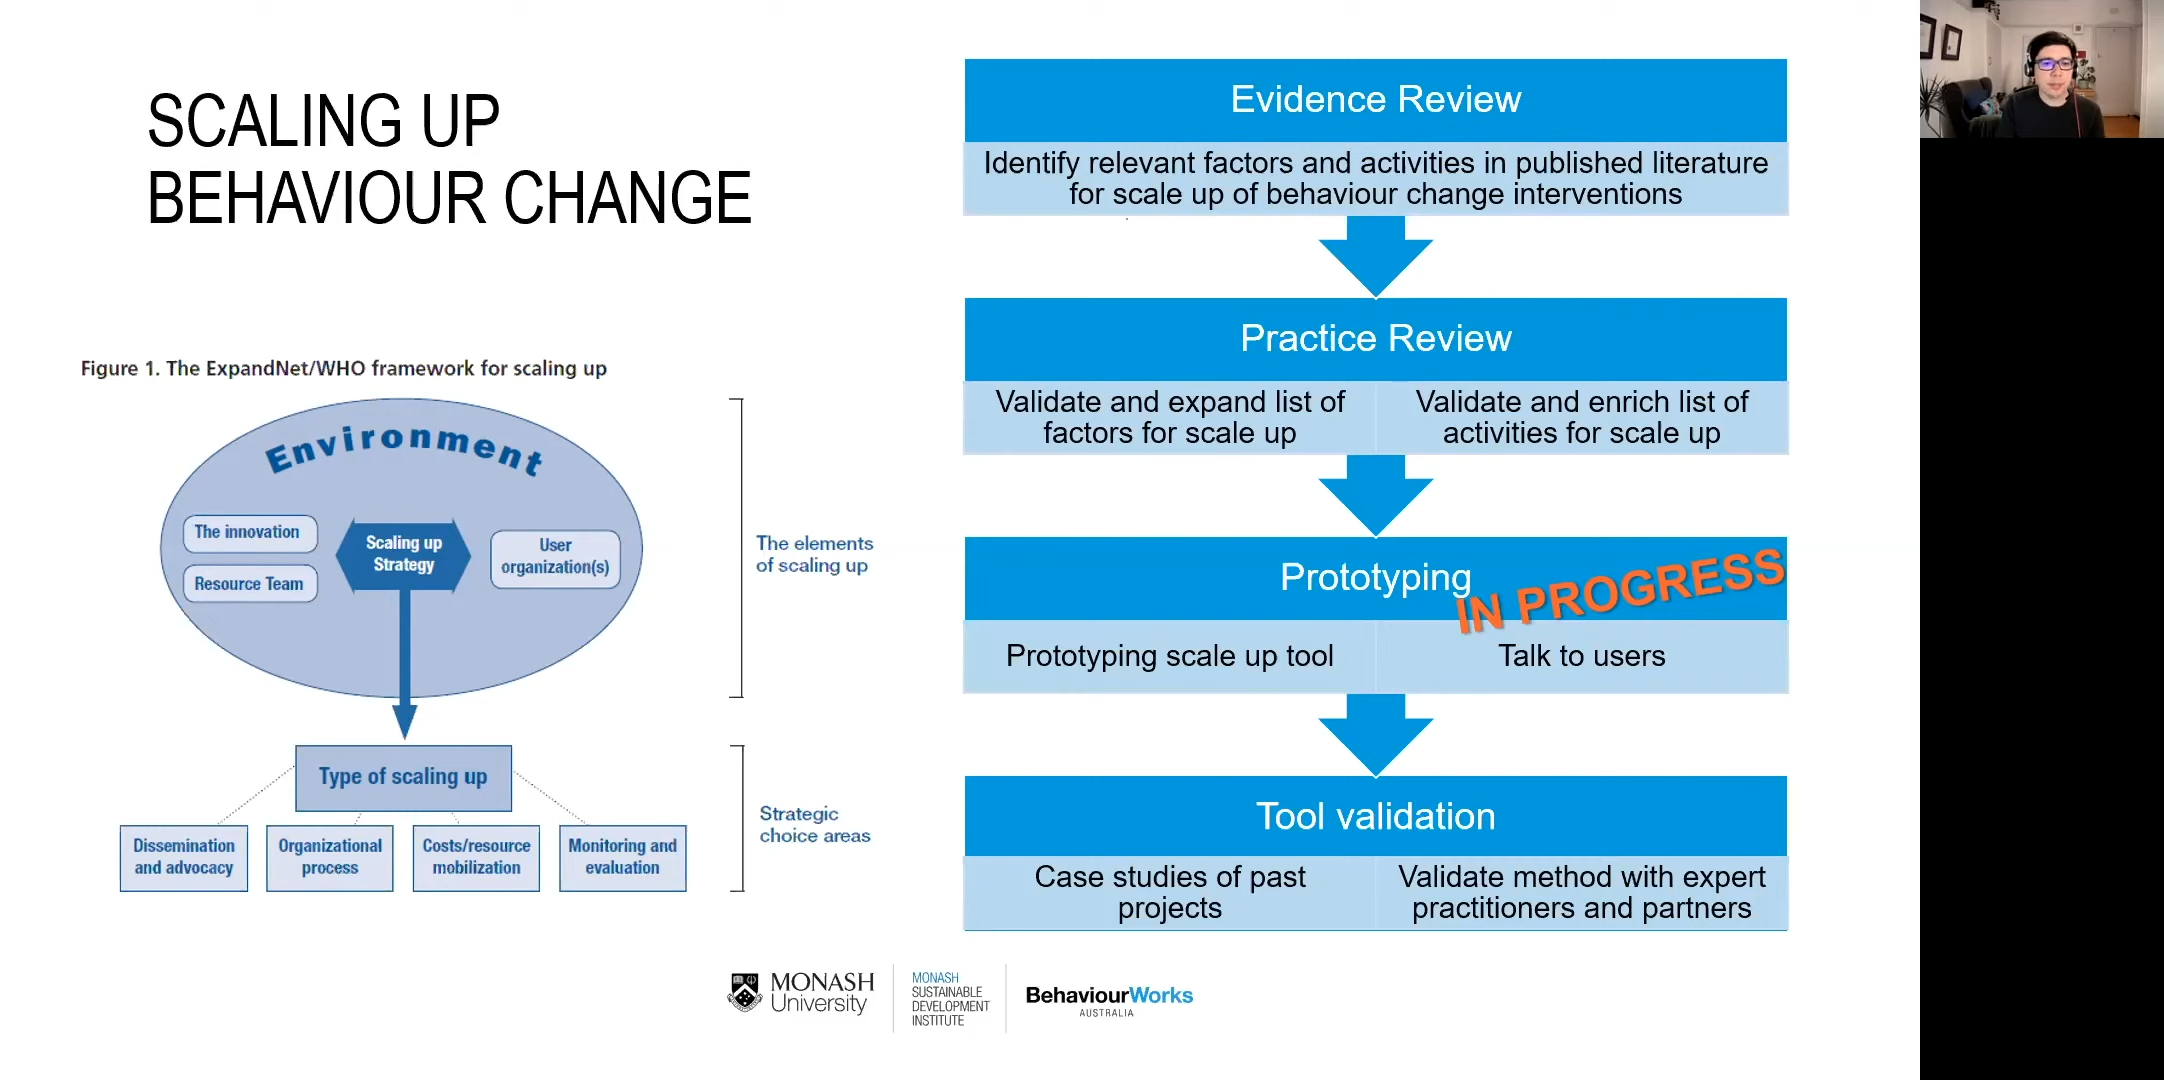 SCALING UP
BEHAVIOUR CHANGE
Figure 1. The ExpandNet/WHO framework for scaling up
Environment
The innovation
Resource Team
Scaling up
Strategy
User
organization(s)
The elements
of scaling up
Type of scaling up
Dissemination
and advocacy
Organizational
process
Costs/resource
mobilization
Monitoring and
evaluation
Strategic
choice areas
Evidence Review
Identify relevant factors and activities in published literature
for scale up of behaviour change interventions
Practice Review
Validate and expand list of
factors for scale up
Validate and enrich list of
activities for scale up
Prototyping
IN PROGRESS
Prototyping scale up tool
Talk to users
Tool validation
Case studies of past
projects
Validate method with expert
practitioners and partners
MONASH
University
MONASH
SUSTAINABLE
DEVELOPMENT
INSTITUTE
BehaviourWorks
AUSTRALIA